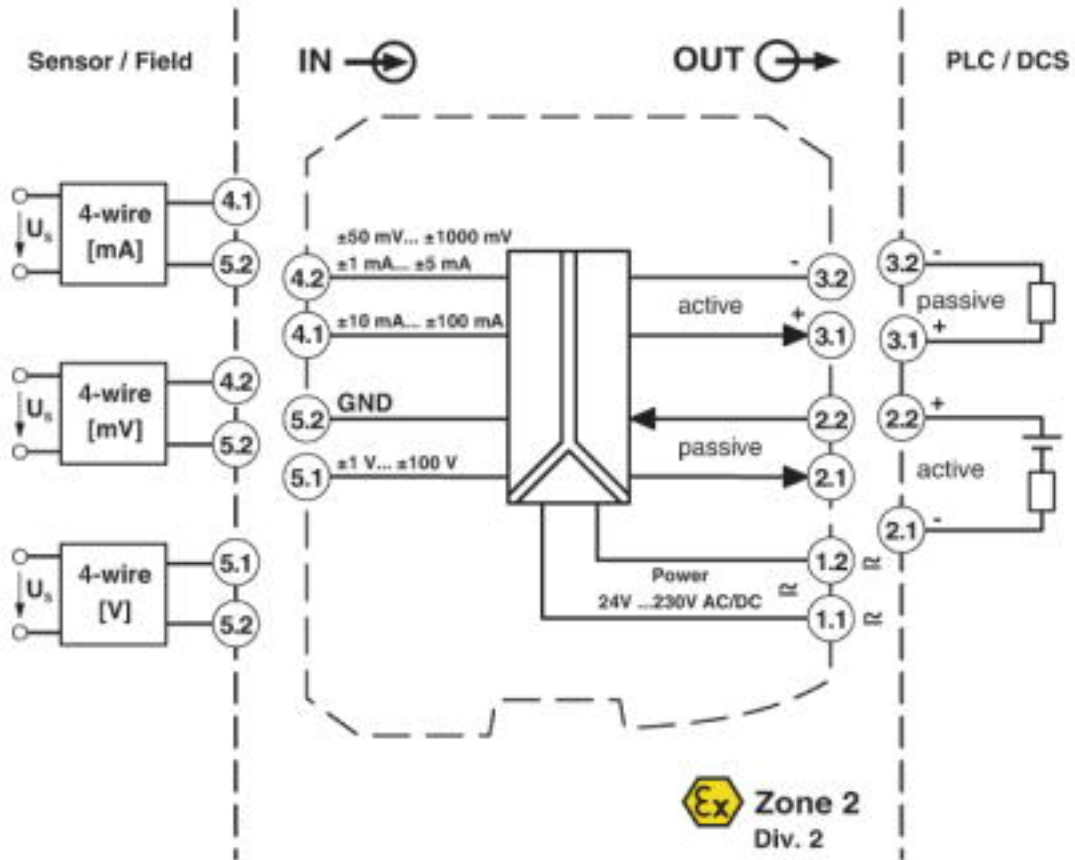 Sensor / Field
IN
OUT
PLC / DCS
4-wire
[mA]
Us
4.1
5.2
4-wire
[mV]
Us
4.2
5.2
4-wire
[V]
Us
5.1
5.2
±50 mV... ±1000 mV
4.2
±1 mA... ±5 mA
4.1
±10 mA... ±100 mA
5.2
GND
5.1
±1 V... ±100 V
-
3.2
active
+
3.1
2.2
passive
2.1
1.2
≅
Power
24V ...230V AC/DC
≅
1.1
≅
3.2
-
passive
3.1
+
2.2
+
active
2.1
-
Ex
Zone 2
Div. 2